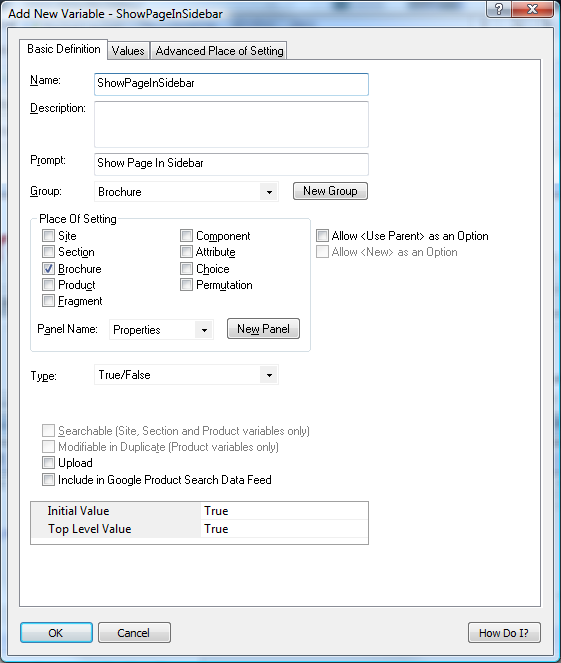 Add New Variable - ShowPageInSidebar
Basic Definition Values Advanced Place of Setting
Name: ShowPageInSidebar
Description:
Prompt: Show Page In Sidebar
Group: Brochure New Group
Place Of Setting
Site Component Allow <Use Parent> as an Option
Section Attribute Allow <New> as an Option
Brochure Choice
Product Permutation
Fragment
Panel Name: Properties New Panel
Type: True/False
Searchable (Site, Section and Product variables only)
Modifiable in Duplicate (Product variables only)
Upload
Include in Google Product Search Data Feed
Initial Value True
Top Level Value True
OK Cancel How Do I?